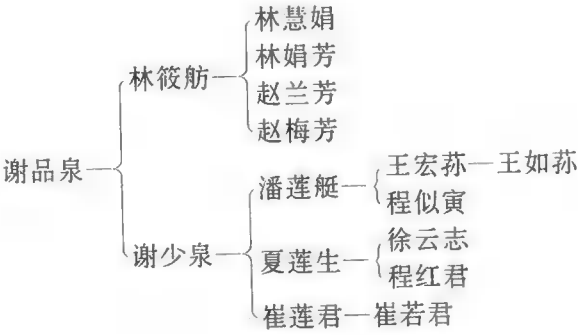 林慧娟
林娟芳
林筱舫
赵兰芳
赵梅芳
谢品泉
王宏荪—王如荪
潘莲艇
程似寅
谢少泉
徐云志
夏莲生
程红君
崔莲君—崔若君